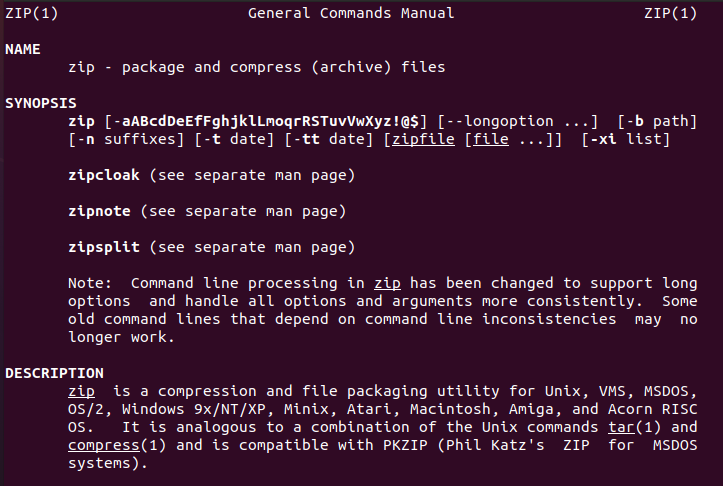 ZIP(1) General Commands Manual ZIP(1)
NAME
zip - package and compress (archive) files
SYNOPSIS
zip [-aABcdDeEfFghjklLmoqrRSTuvVwXyz!@$] [--longoption ...] [-b path]
[-n suffixes] [-t date] [-tt date] [zipfile [file ...]] [-xi list]
zipcloak (see separate man page)
zipnote (see separate man page)
zipsplit (see separate man page)
Note: Command line processing in zip has been changed to support long
options and handle all options and arguments more consistently. Some
old command lines that depend on command line inconsistencies may no
longer work.
DESCRIPTION
zip is a compression and file packaging utility for Unix, VMS, MSDOS,
OS/2, Windows 9x/NT/XP, Minix, Atari, Macintosh, Amiga, and Acorn RISC
OS. It is analogous to a combination of the Unix commands tar(1) and
compress(1) and is compatible with PKZIP (Phil Katz's ZIP for MSDOS
systems).